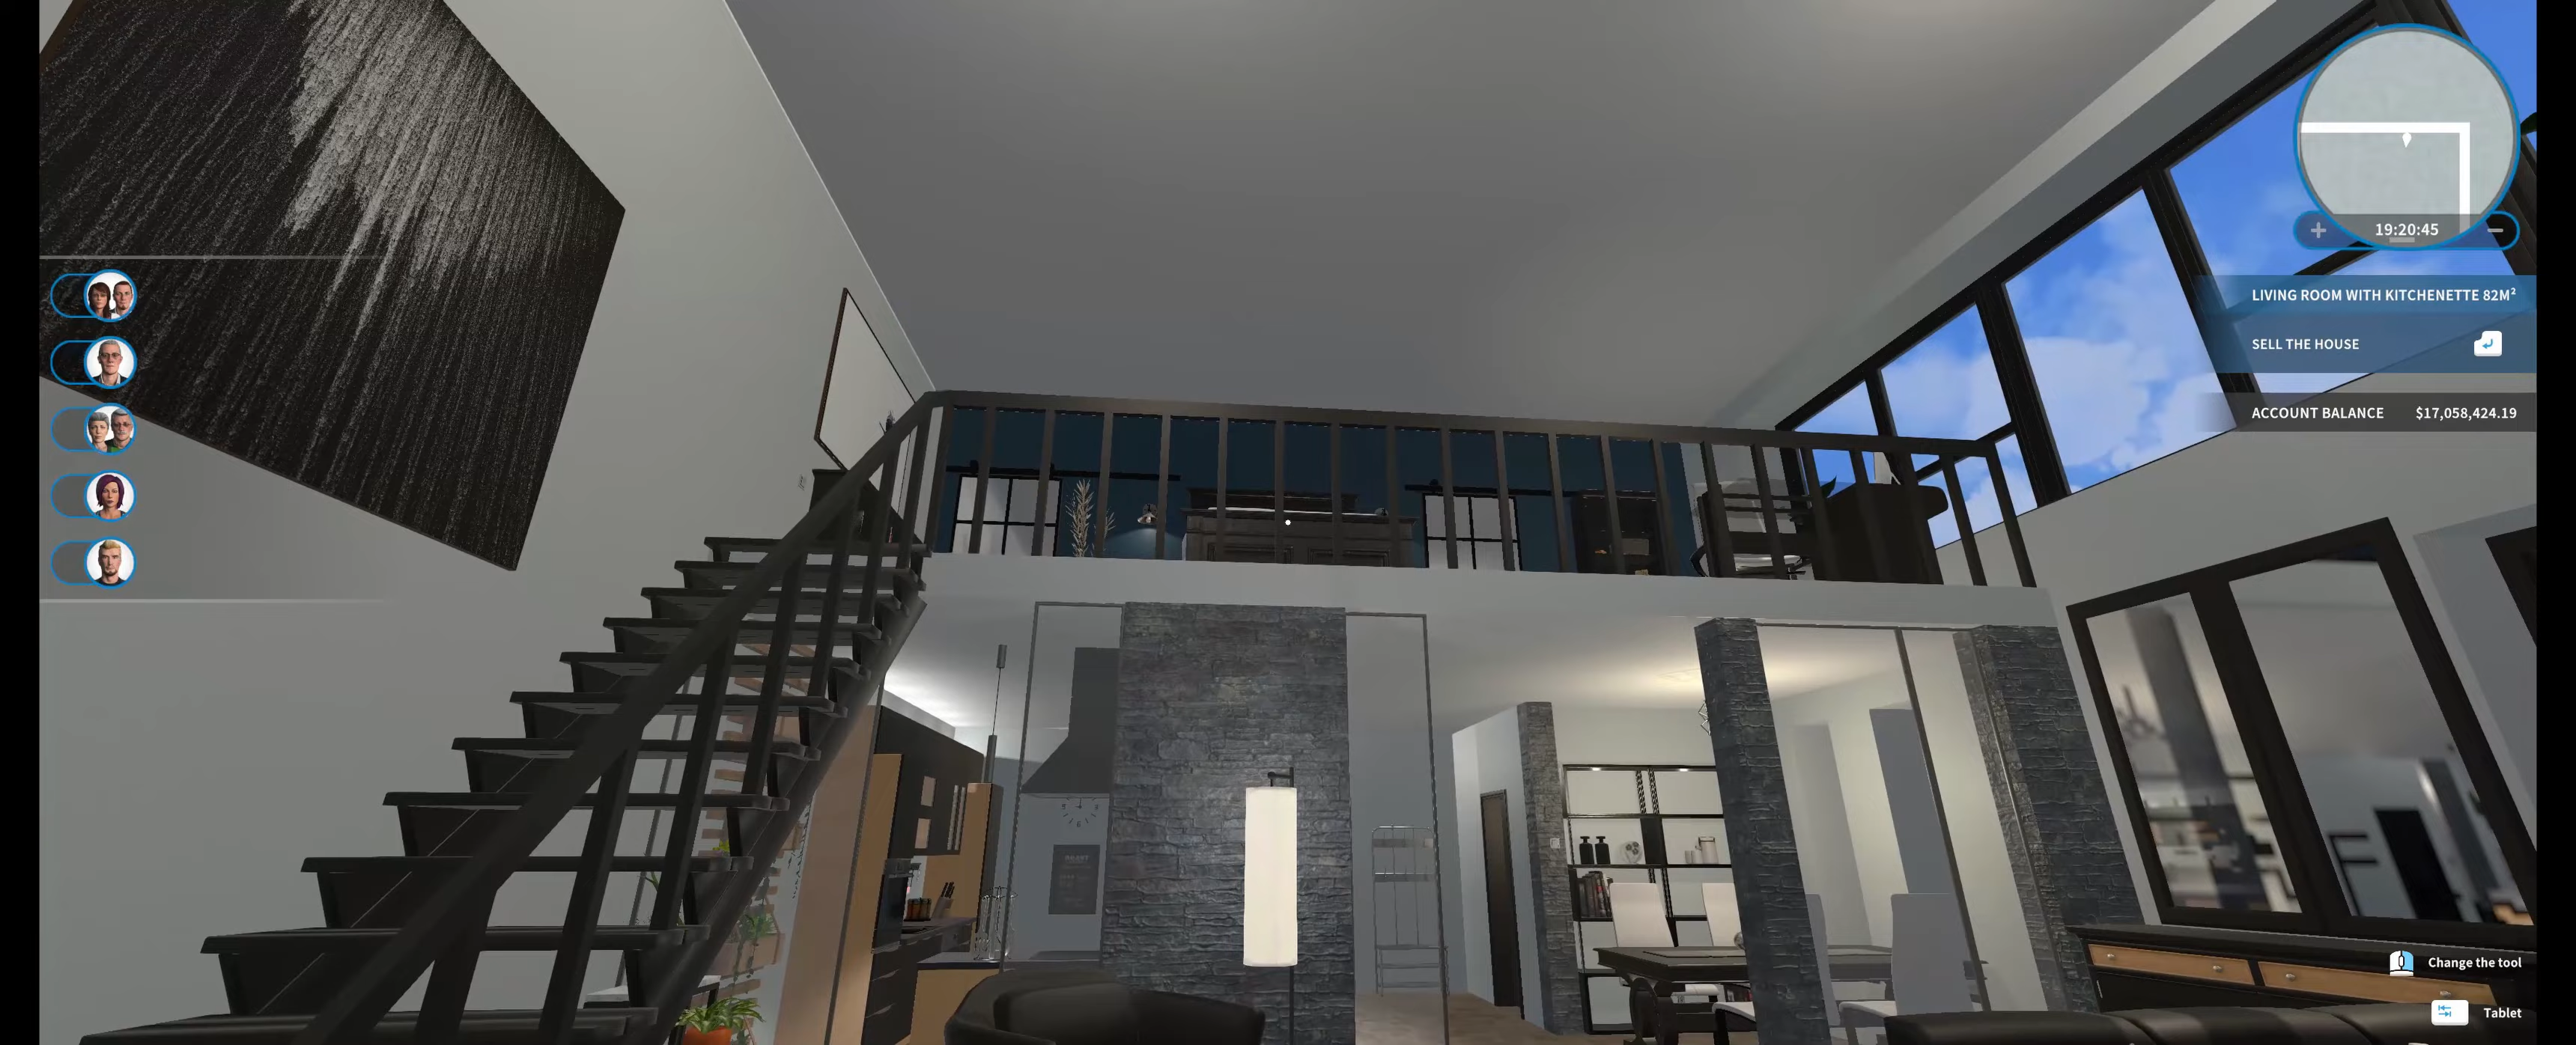 19:20:45
LIVING ROOM WITH KITCHENETTE 82M²
SELL THE HOUSE
ACCOUNT BALANCE $17,058,424.19
Change the tool
Tablet